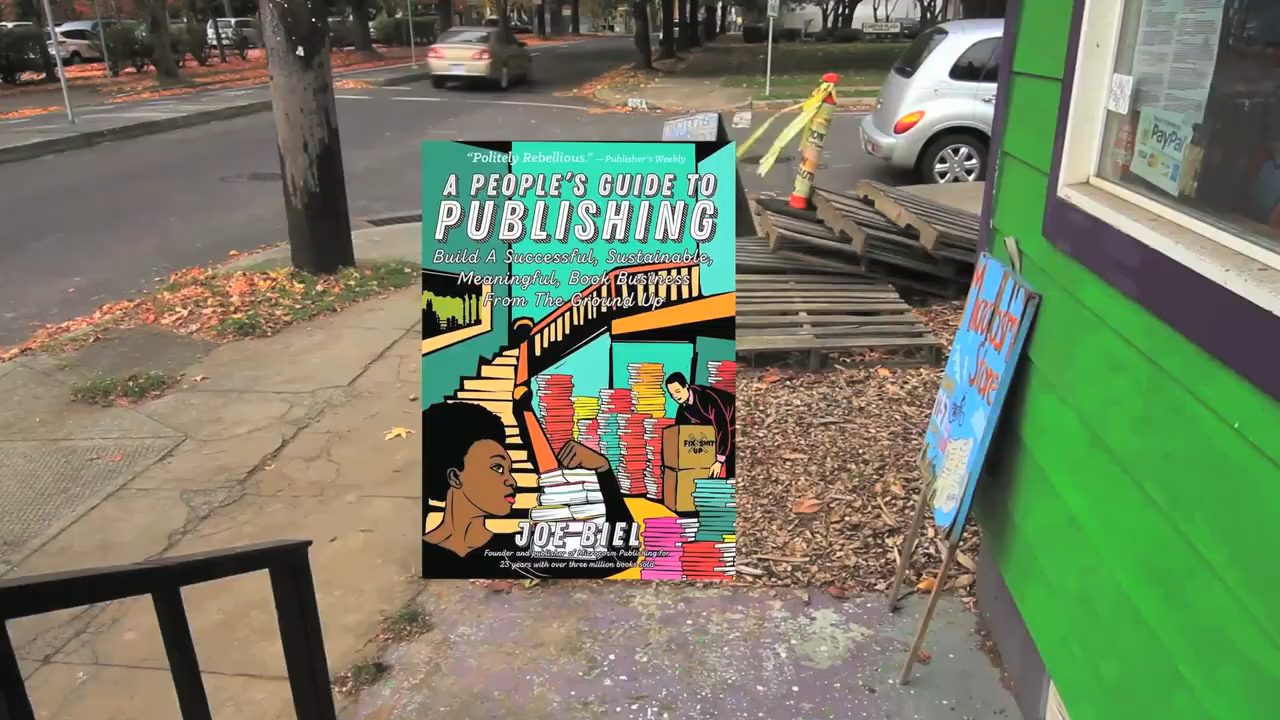 “Politely Rebellious.” —Publisher's Weekly
A PEOPLE'S GUIDE TO
PUBLISHING
Build A Successful, Sustainable,
Meaningful, Book Business
From The Ground Up
FIX SHIT
UP
JOE BIEL
Founder and publisher of Microcosm Publishing for
23 years with over three million books sold
PayPal
VISA
Store